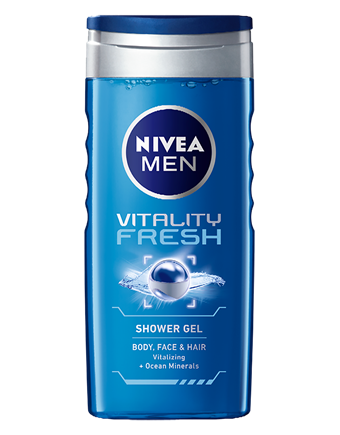 NIVEA
MEN
VITALITY
FRESH
SHOWER GEL
BODY, FACE & HAIR
Vitalizing
+ Ocean Minerals